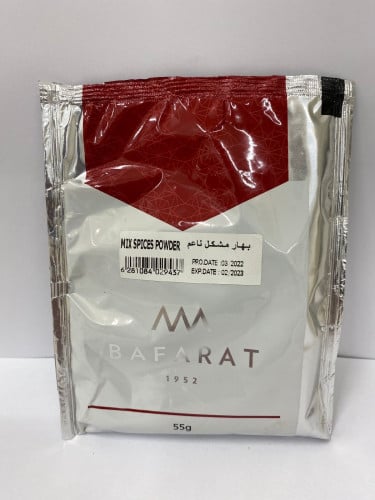 MIX SPICES POWDER بهار مشكل ناعم
PRO.DATE :03/ 2022
6 281084 029437 EXP.DATE : 02/ 2023
BAFARAT
1952
55g